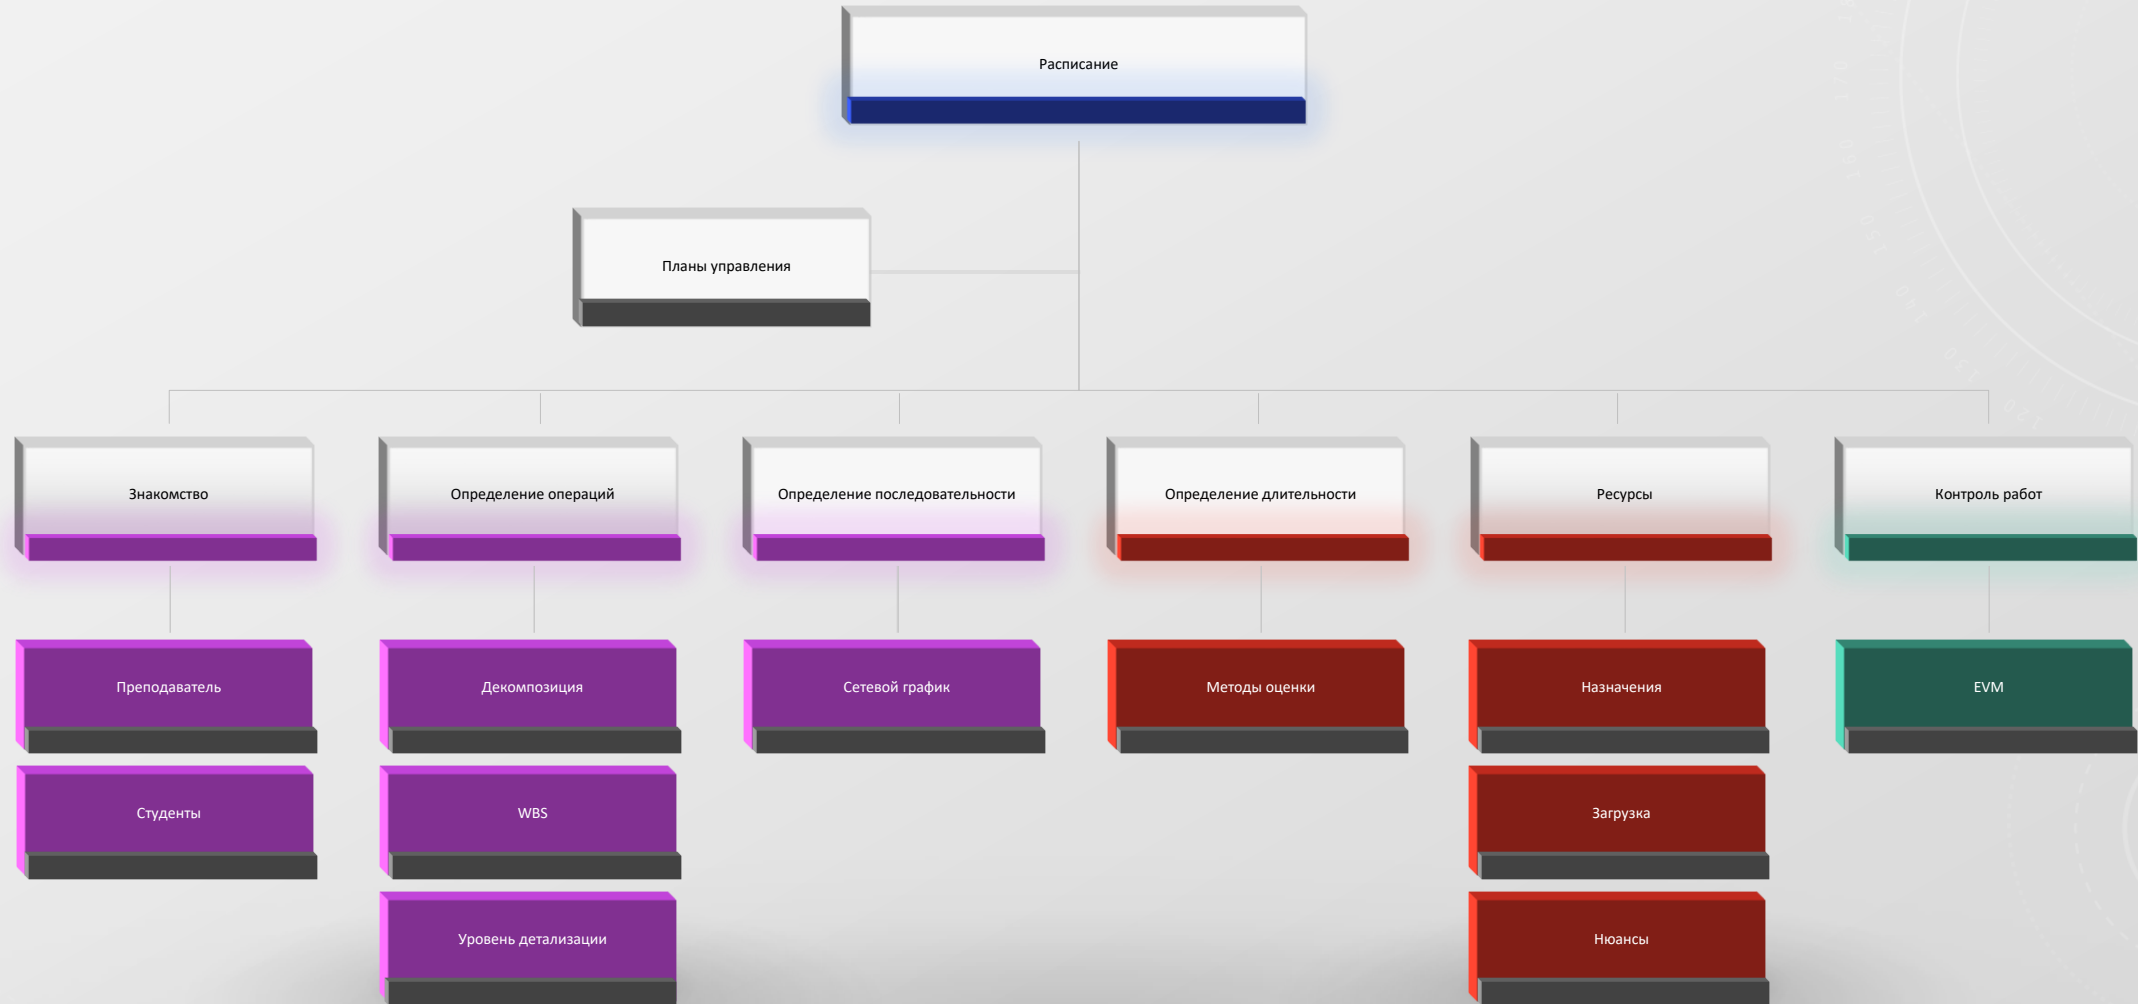 Расписание
Планы управления
Знакомство
Определение операций
Определение последовательности
Определение длительности
Ресурсы
Контроль работ
Преподаватель
Декомпозиция
Сетевой график
Методы оценки
Назначения
EVM
Студенты
WBS
Загрузка
Уровень детализации
Нюансы